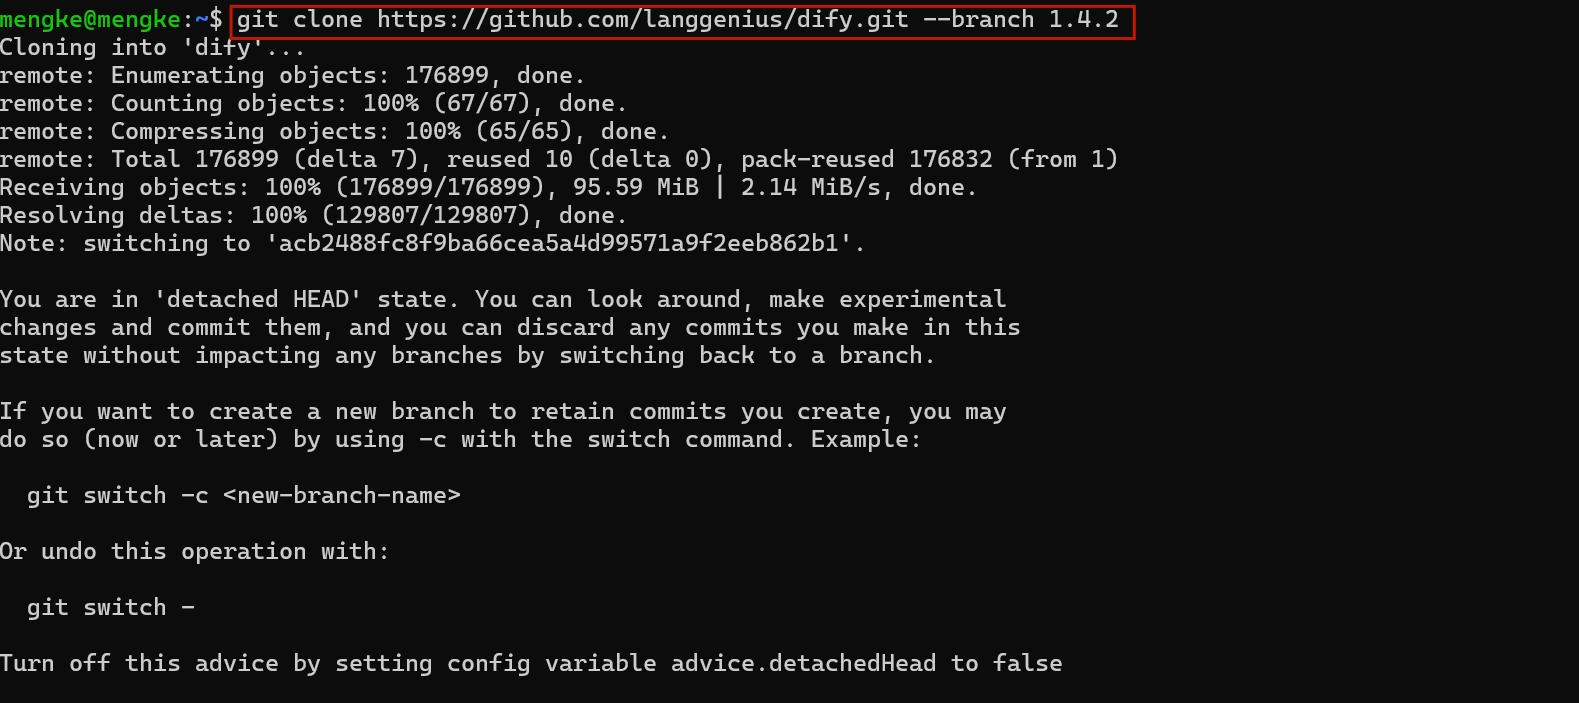 mengke@mengke:~$ git clone https://github.com/langgenius/dify.git --branch 1.4.2
Cloning into 'dify'...
remote: Enumerating objects: 176899, done.
remote: Counting objects: 100% (67/67), done.
remote: Compressing objects: 100% (65/65), done.
remote: Total 176899 (delta 7), reused 10 (delta 0), pack-reused 176832 (from 1)
Receiving objects: 100% (176899/176899), 95.59 MiB | 2.14 MiB/s, done.
Resolving deltas: 100% (129807/129807), done.
Note: switching to 'acb2488fc8f9ba66cea5a4d99571a9f2eeb862b1'.
You are in 'detached HEAD' state. You can look around, make experimental
changes and commit them, and you can discard any commits you make in this
state without impacting any branches by switching back to a branch.
If you want to create a new branch to retain commits you create, you may
do so (now or later) by using -c with the switch command. Example:
git switch -c <new-branch-name>
Or undo this operation with:
git switch -
Turn off this advice by setting config variable advice.detachedHead to false